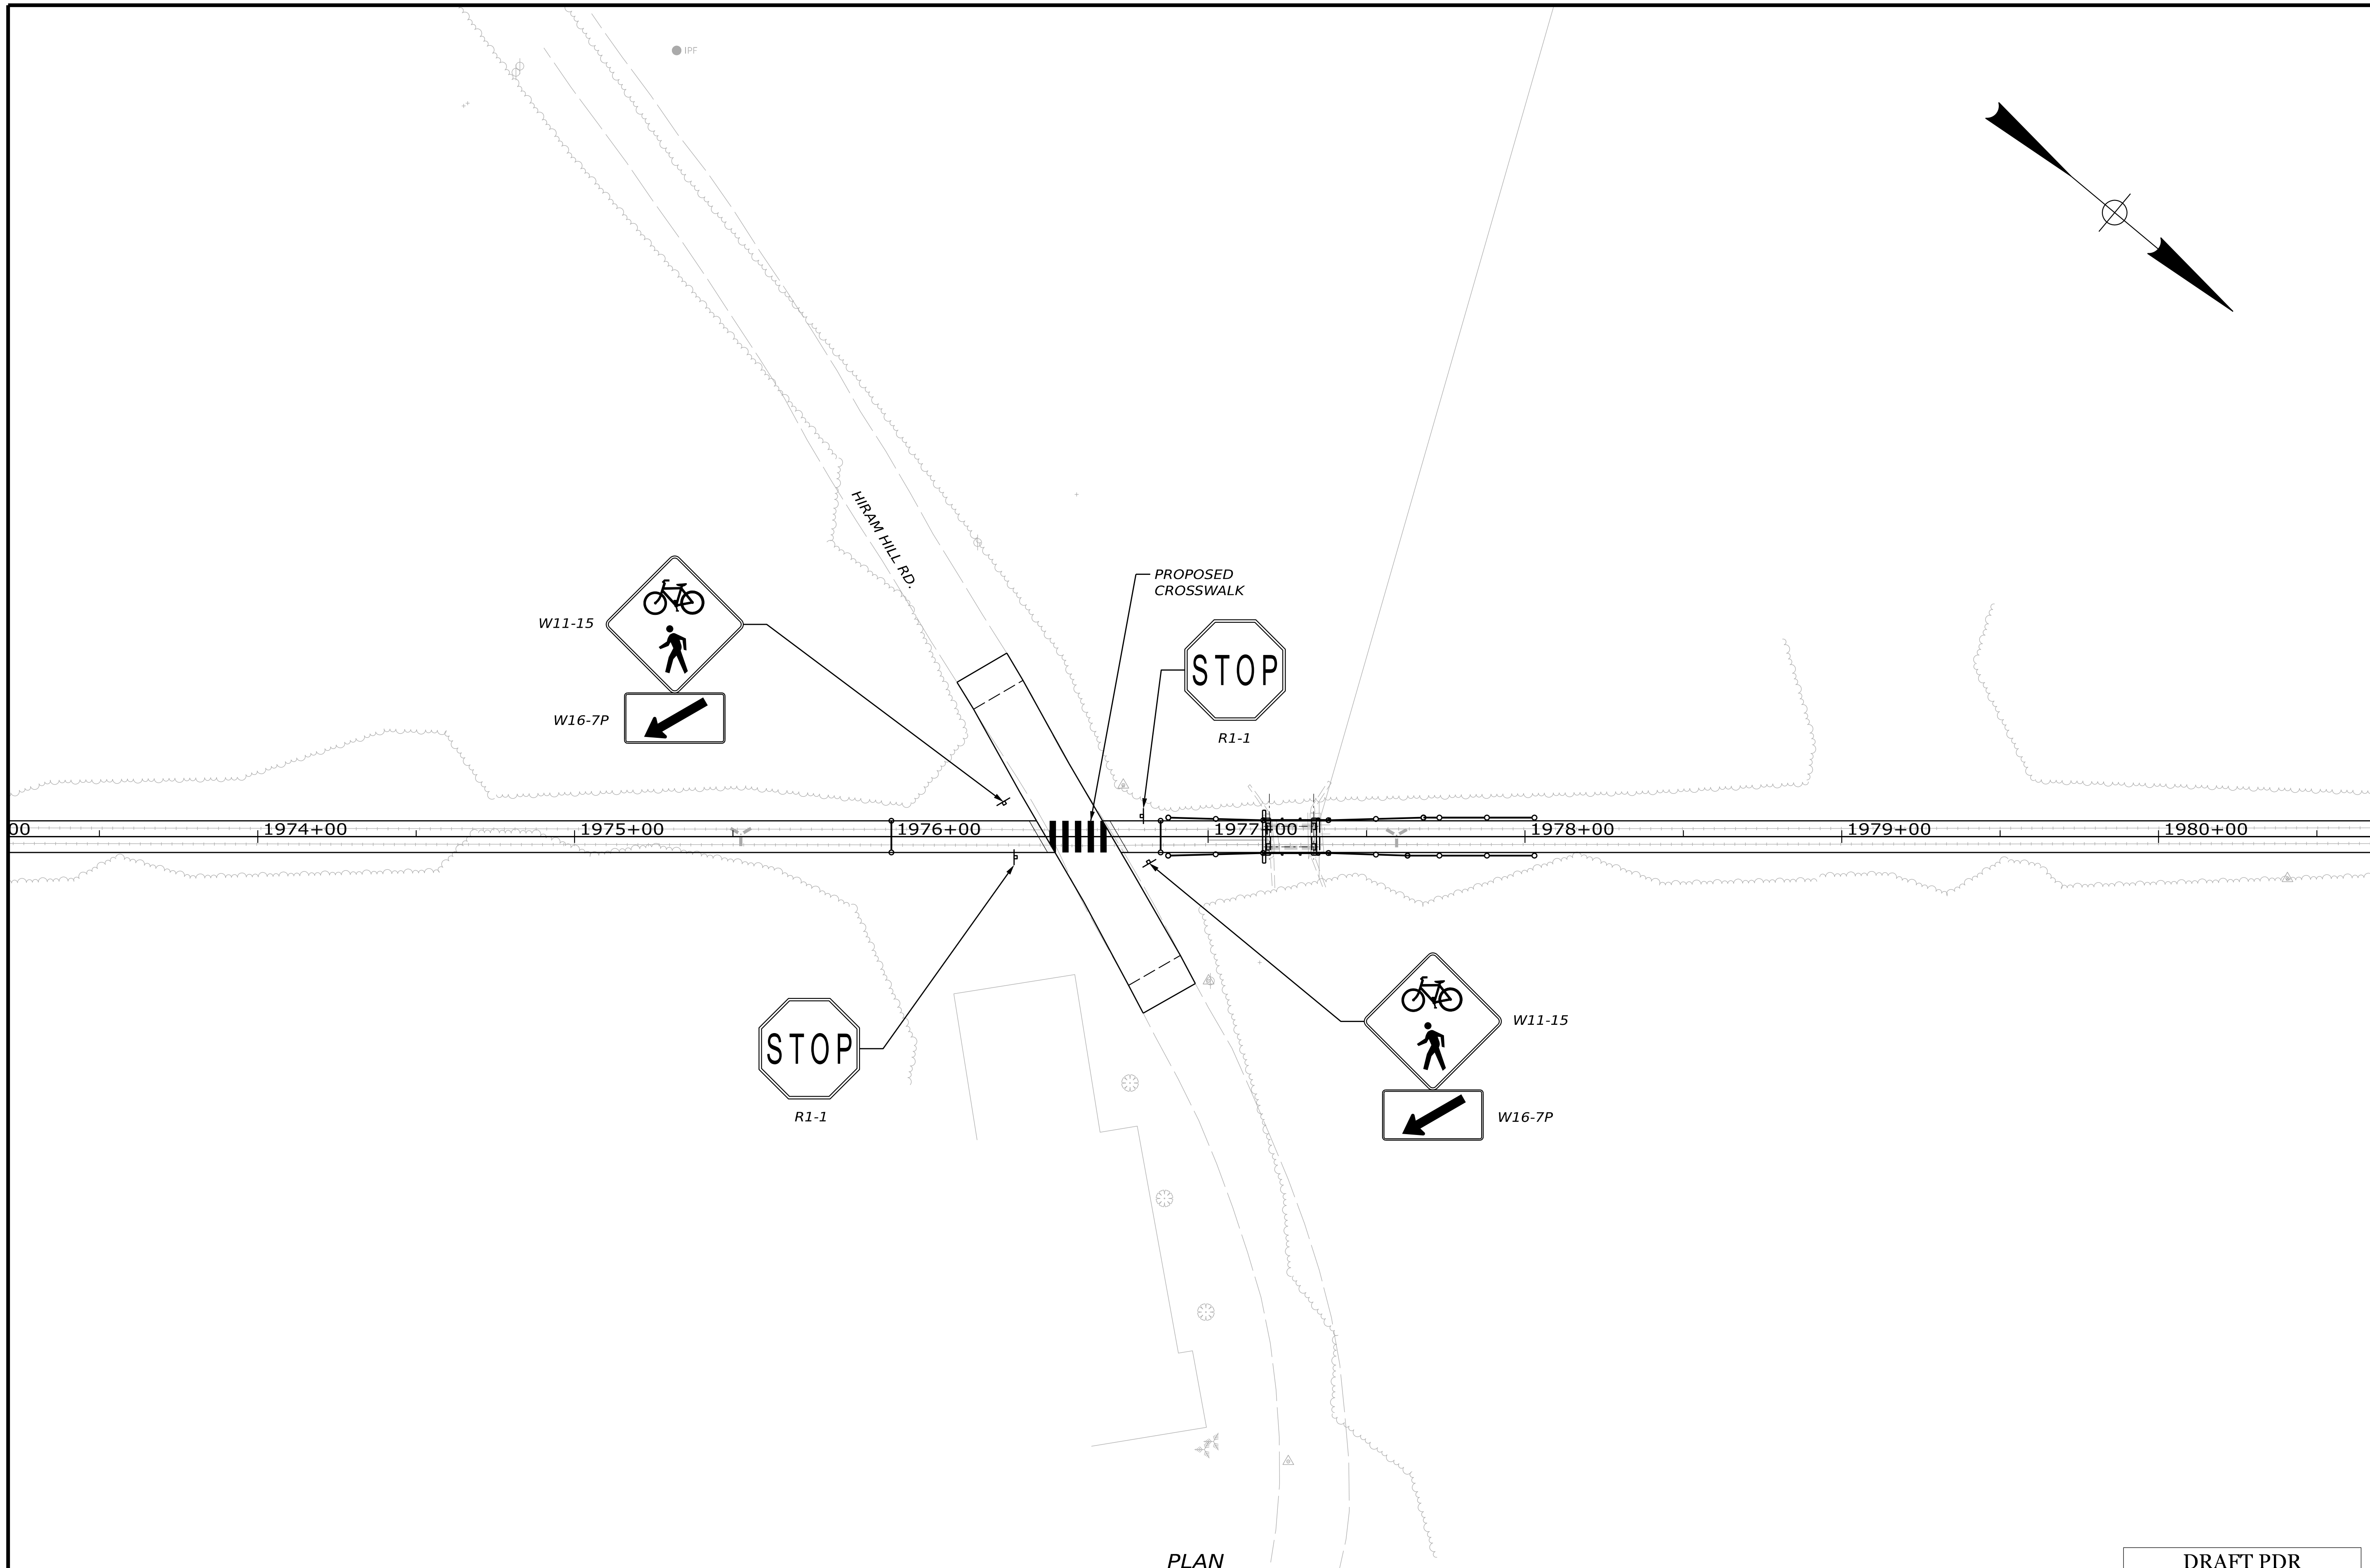 IPF
HIRAM HILL RD.
PROPOSED
CROSSWALK
W11-15
W16-7P
STOP
R1-1
00
1974+00
1975+00
1976+00
1977+00
1978+00
1979+00
1980+00
STOP
R1-1
W11-15
W16-7P
PLAN
DRAFT PDR